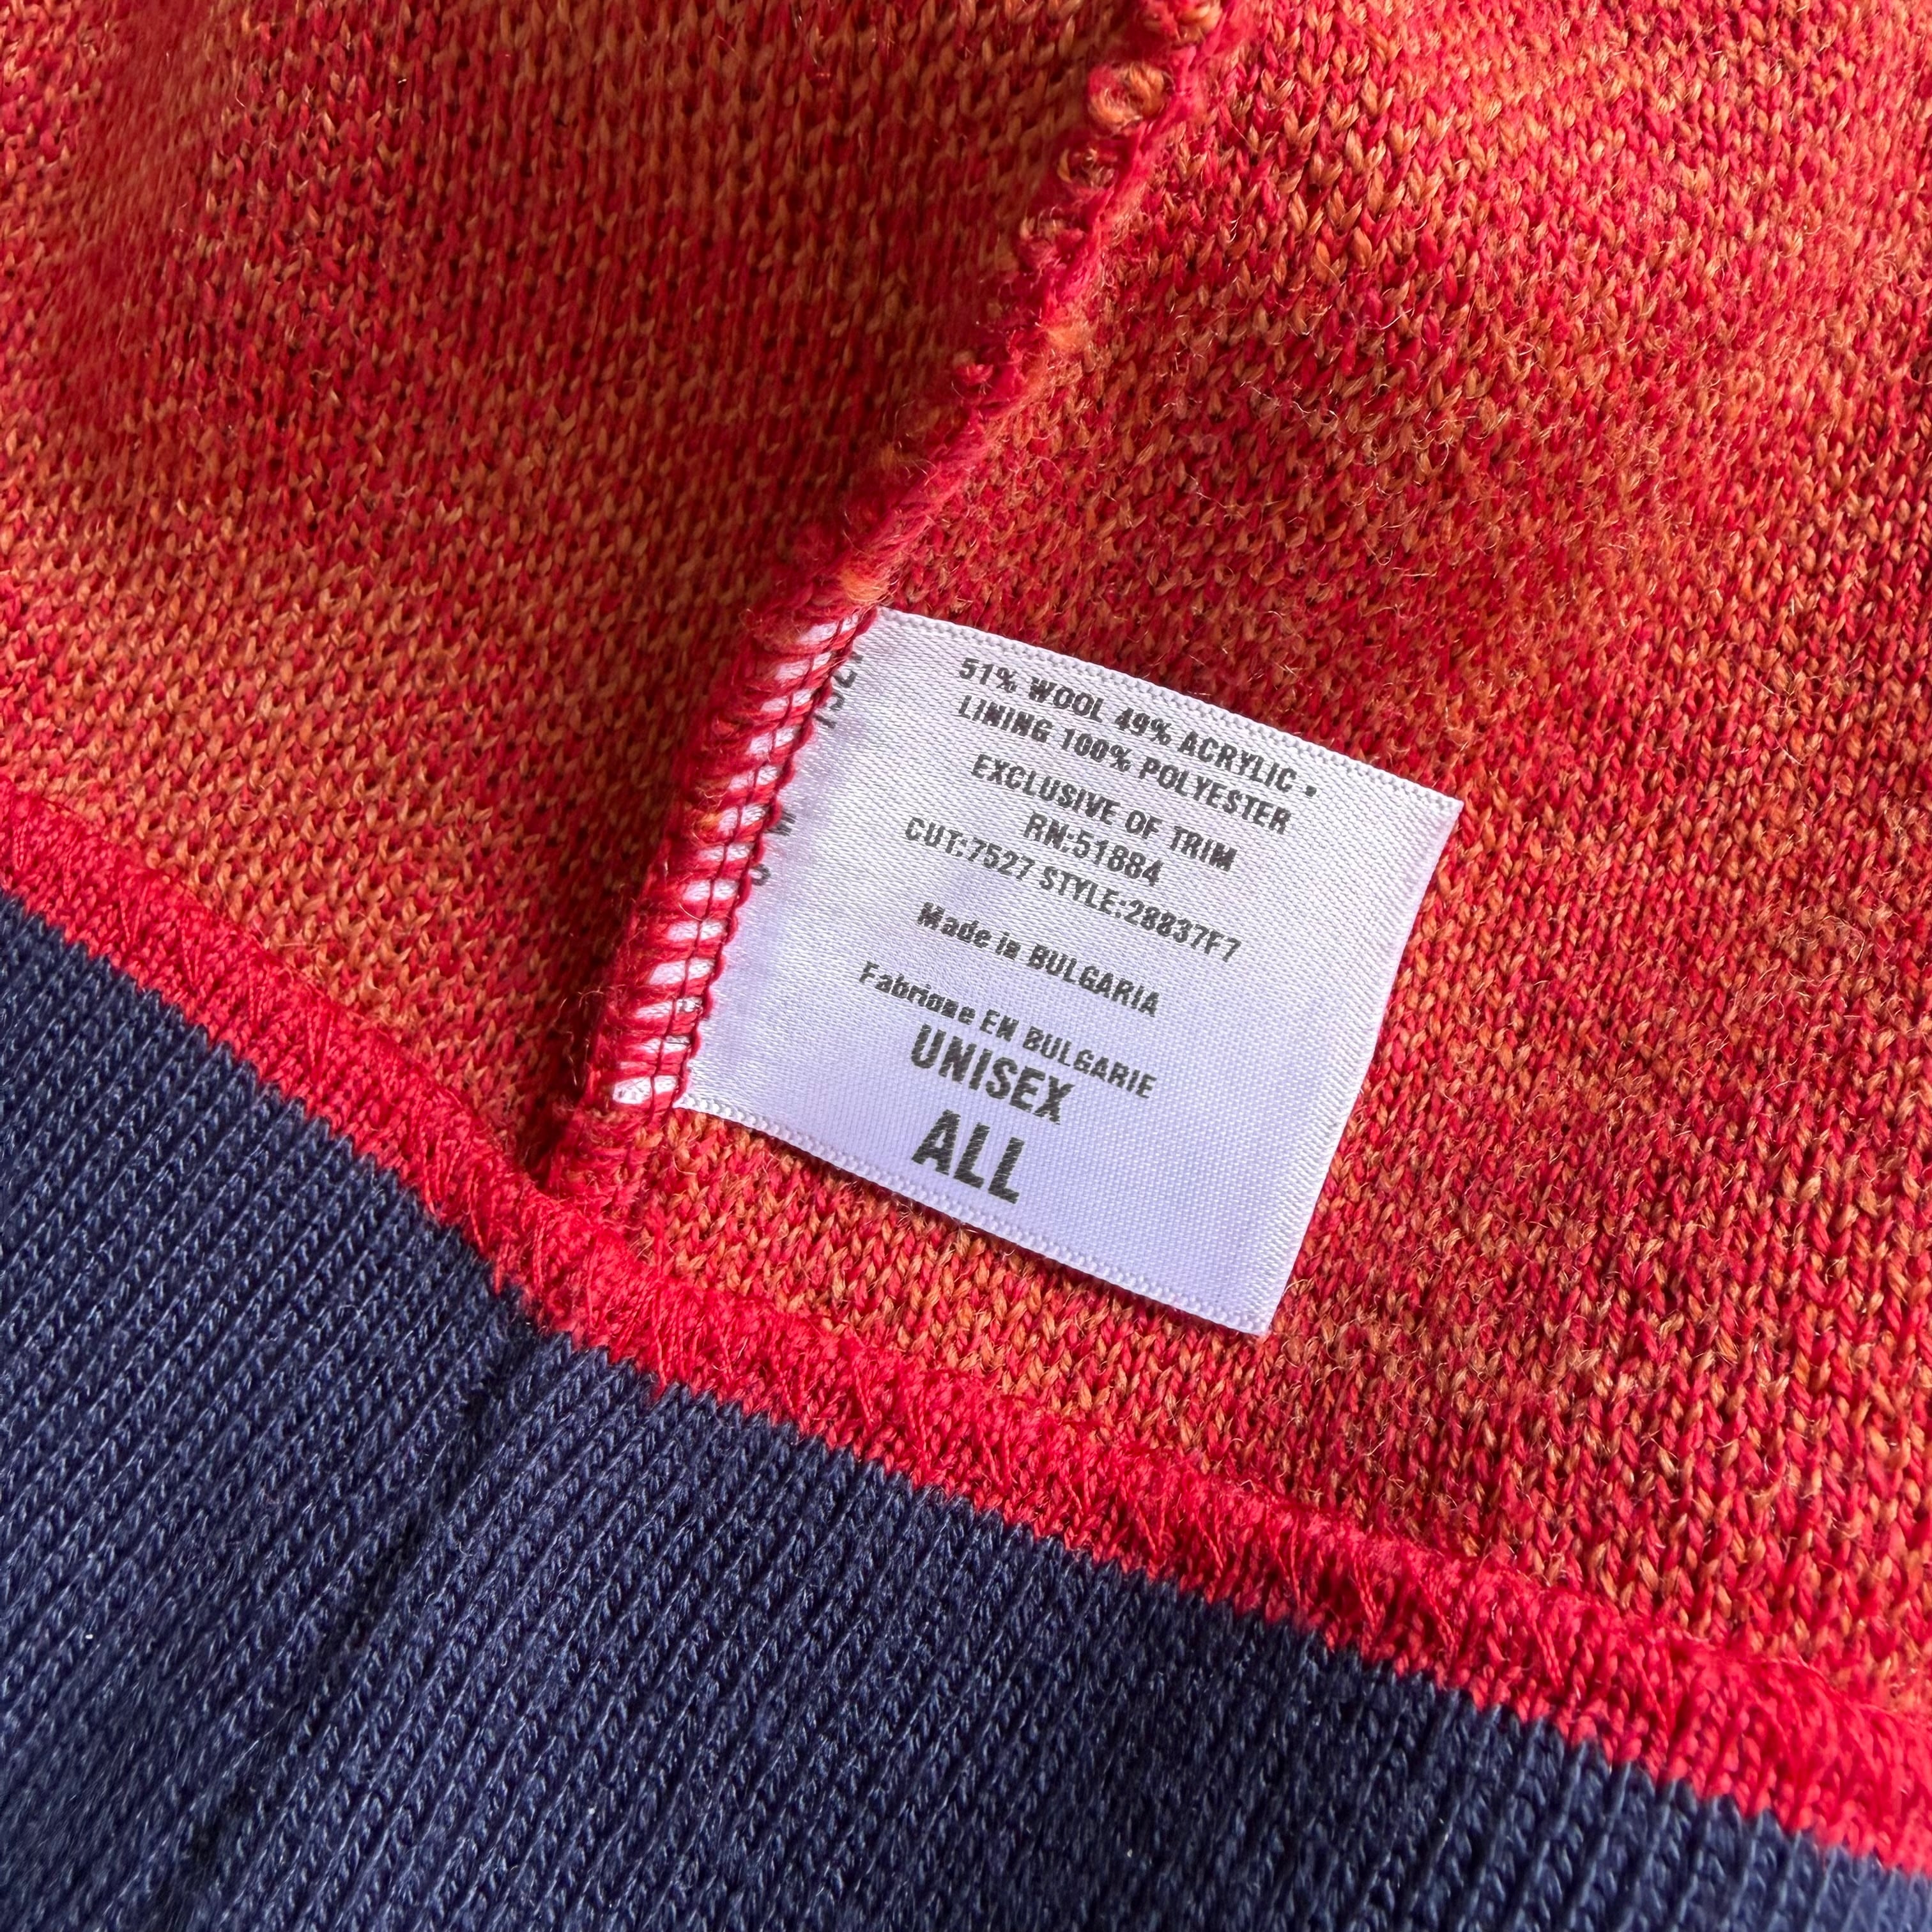 51% WOOL 49% ACRYLIC •
LINING 100% POLYESTER
EXCLUSIVE OF TRIM
RN:51884
CUT:7527 STYLE:28837F7
Made in BULGARIA
Fabrique EN BULGARIE
UNISEX
ALL